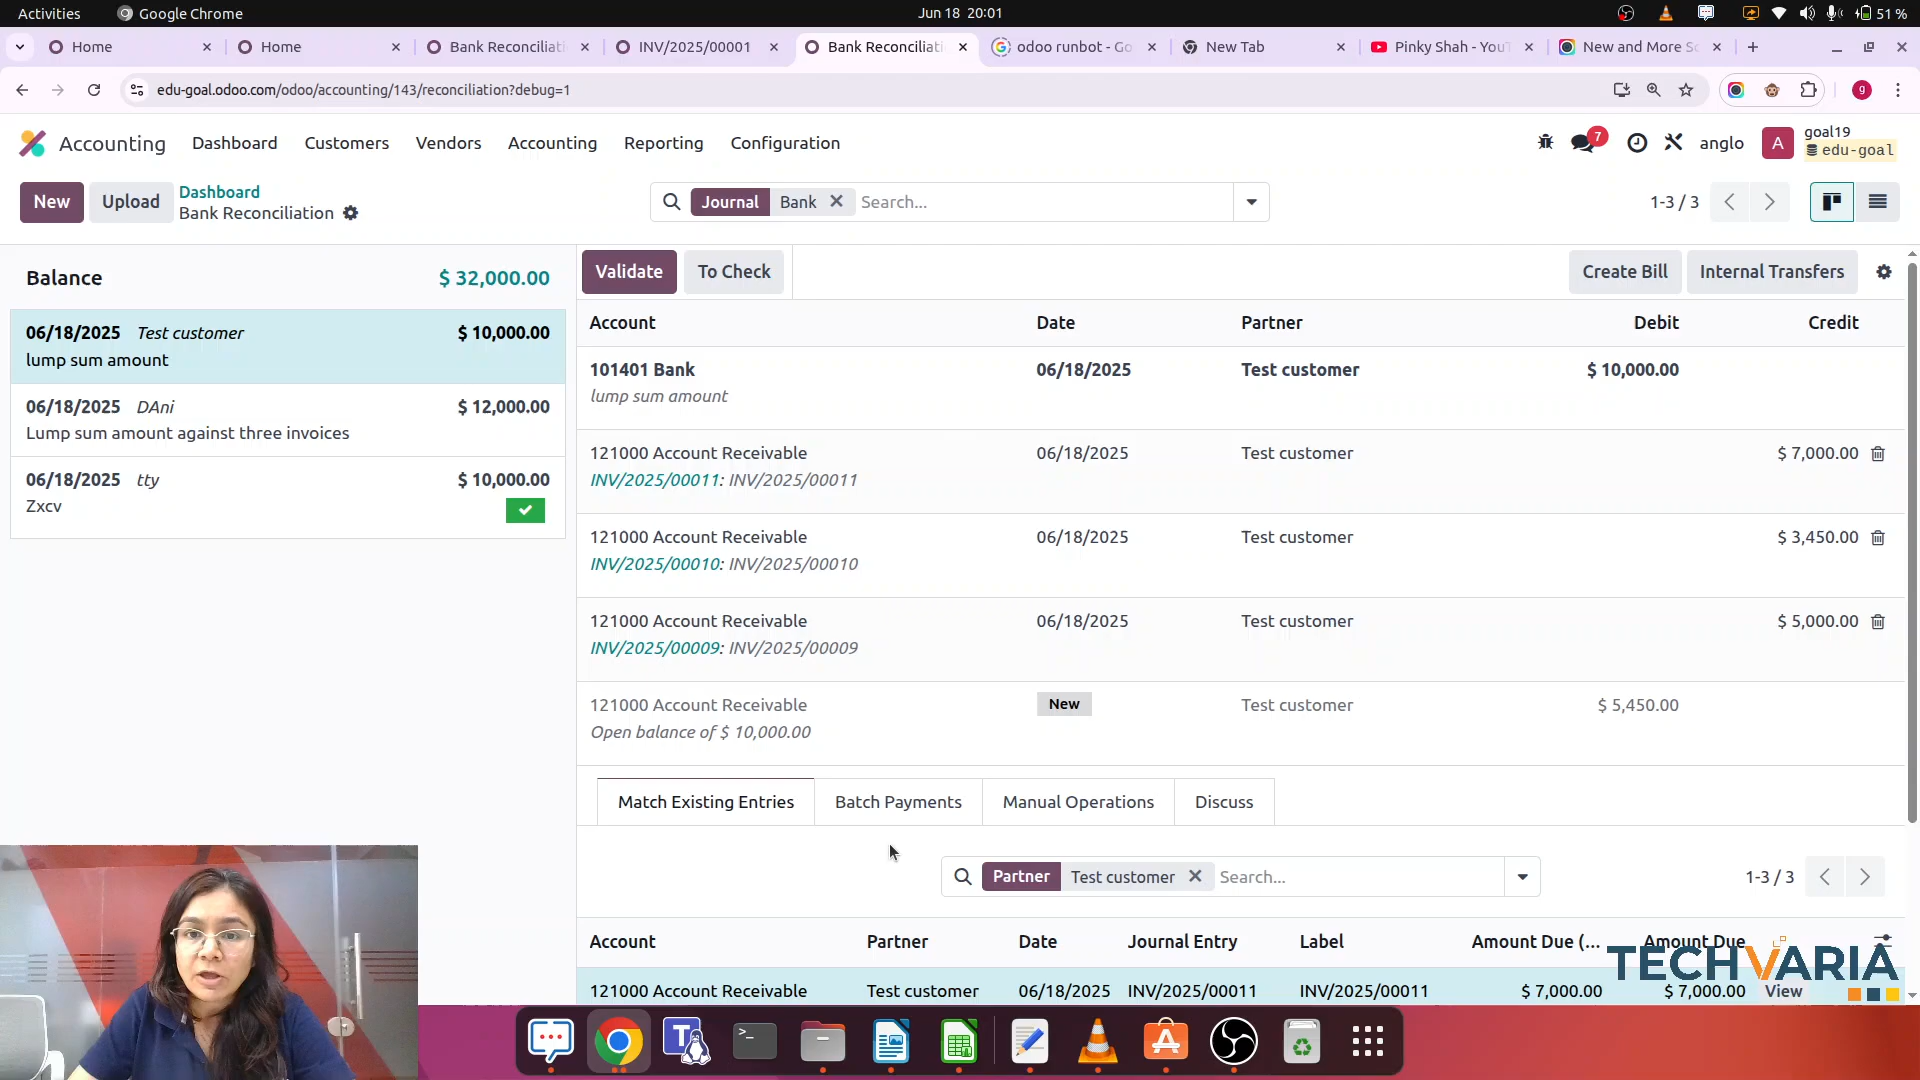 Activities Google Chrome Jun 18 20:01 51 %
Home Home Bank Reconciliati INV/2025/00001 Bank Reconciliati odoo runbot - Go New Tab Pinky Shah - YouT New and More Sc
edu-goal.odoo.com/odoo/accounting/143/reconciliation?debug=1 g
Accounting Dashboard Customers Vendors Accounting Reporting Configuration 7 anglo A goal19
edu-goal
New Upload Dashboard
Bank Reconciliation
Journal Bank Search... 1-3 / 3
Balance $ 32,000.00
06/18/2025 Test customer $ 10,000.00
lump sum amount
06/18/2025 DAni $ 12,000.00
Lump sum amount against three invoices
06/18/2025 tty $ 10,000.00
Zxcv
Validate To Check Create Bill Internal Transfers
Account Date Partner Debit Credit
101401 Bank 06/18/2025 Test customer $ 10,000.00
lump sum amount
121000 Account Receivable 06/18/2025 Test customer $ 7,000.00
INV/2025/00011: INV/2025/00011
121000 Account Receivable 06/18/2025 Test customer $ 3,450.00
INV/2025/00010: INV/2025/00010
121000 Account Receivable 06/18/2025 Test customer $ 5,000.00
INV/2025/00009: INV/2025/00009
121000 Account Receivable New Test customer $ 5,450.00
Open balance of $ 10,000.00
Match Existing Entries Batch Payments Manual Operations Discuss
Partner Test customer Search... 1-3 / 3
Account Partner Date Journal Entry Label Amount Due (... Amount Due
121000 Account Receivable Test customer 06/18/2025 INV/2025/00011 INV/2025/00011 $ 7,000.00 $ 7,000.00 View
TECHVARIA